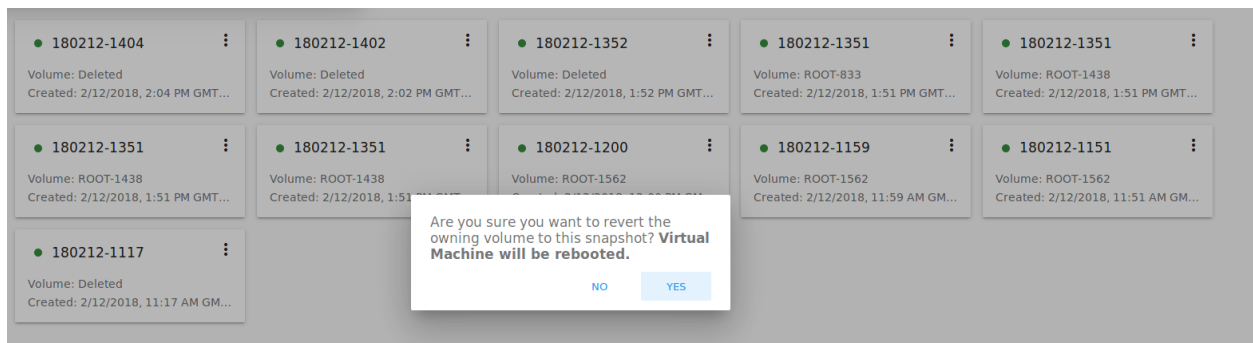 180212-1404
Volume: Deleted
Created: 2/12/2018, 2:04 PM GMT...
180212-1402
Volume: Deleted
Created: 2/12/2018, 2:02 PM GMT...
180212-1352
Volume: Deleted
Created: 2/12/2018, 1:52 PM GMT...
180212-1351
Volume: ROOT-833
Created: 2/12/2018, 1:51 PM GMT...
180212-1351
Volume: ROOT-1438
Created: 2/12/2018, 1:51 PM GMT...
180212-1351
Volume: ROOT-1438
Created: 2/12/2018, 1:51 PM GMT...
180212-1351
Volume: ROOT-1438
Created: 2/12/2018, 1:51
180212-1200
Volume: ROOT-1562
180212-1159
Volume: ROOT-1562
Created: 2/12/2018, 11:59 AM GM...
180212-1151
Volume: ROOT-1562
Created: 2/12/2018, 11:51 AM GM...
180212-1117
Volume: Deleted
Created: 2/12/2018, 11:17 AM GM...
Are you sure you want to revert the
owning volume to this snapshot? Virtual
Machine will be rebooted.
NO
YES